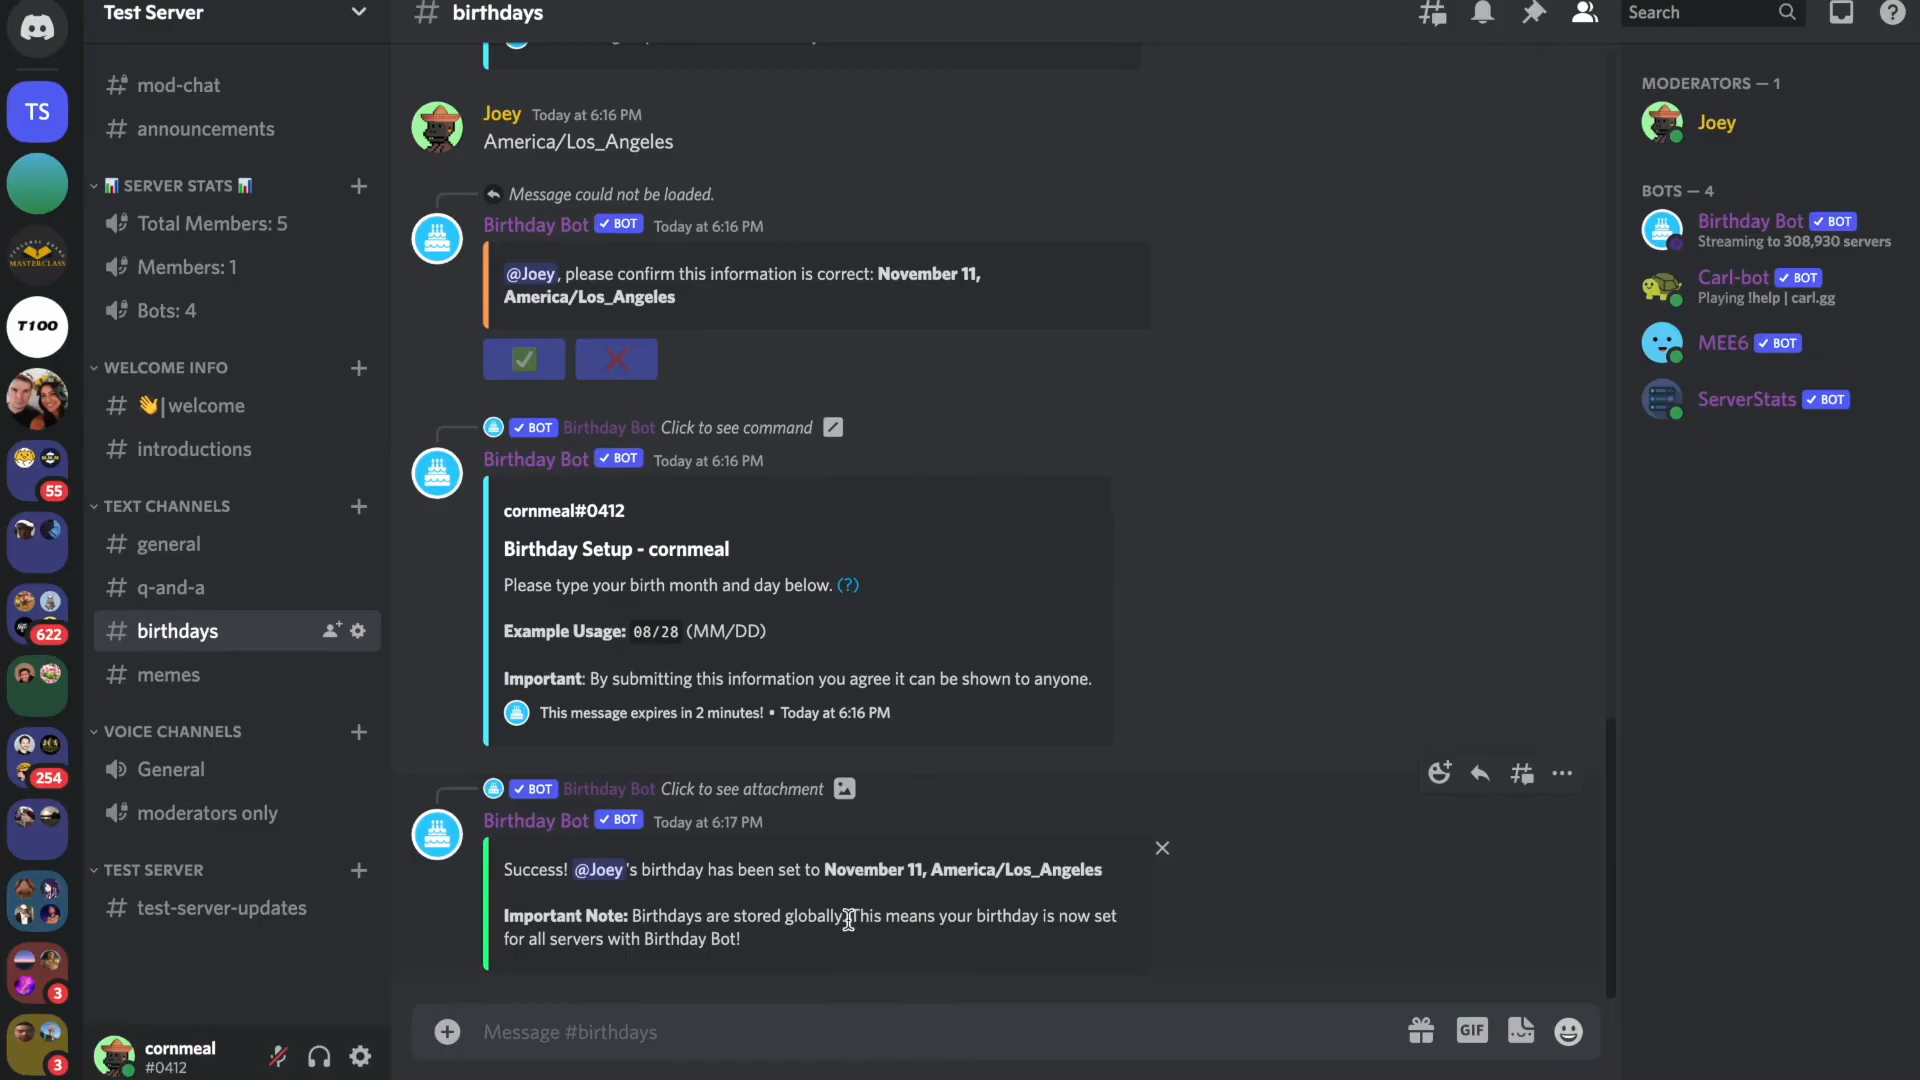 Test Server
mod-chat
announcements
📊 SERVER STATS 📊
Total Members: 5
Members: 1
Bots: 4
WELCOME INFO
👋|welcome
introductions
TEXT CHANNELS
general
q-and-a
birthdays
memes
VOICE CHANNELS
General
moderators only
TEST SERVER
test-server-updates
cornmeal
#0412
TS
MASTERCLASS
T100
55
622
254
3
3
birthdays
Search
Joey Today at 6:16 PM
America/Los_Angeles
Message could not be loaded.
Birthday Bot ✓ BOT Today at 6:16 PM
@Joey, please confirm this information is correct: November 11,
America/Los_Angeles
✓ BOT Birthday Bot Click to see command
Birthday Bot ✓ BOT Today at 6:16 PM
cornmeal#0412
Birthday Setup - cornmeal
Please type your birth month and day below. (?)
Example Usage: 08/28 (MM/DD)
Important: By submitting this information you agree it can be shown to anyone.
This message expires in 2 minutes! • Today at 6:16 PM
✓ BOT Birthday Bot Click to see attachment
Birthday Bot ✓ BOT Today at 6:17 PM
Success! @Joey's birthday has been set to November 11, America/Los_Angeles
Important Note: Birthdays are stored globally. This means your birthday is now set
for all servers with Birthday Bot!
Message #birthdays
GIF
MODERATORS — 1
Joey
BOTS — 4
Birthday Bot ✓ BOT
Streaming to 308,930 servers
Carl-bot ✓ BOT
Playing !help | carl.gg
MEE6 ✓ BOT
ServerStats ✓ BOT